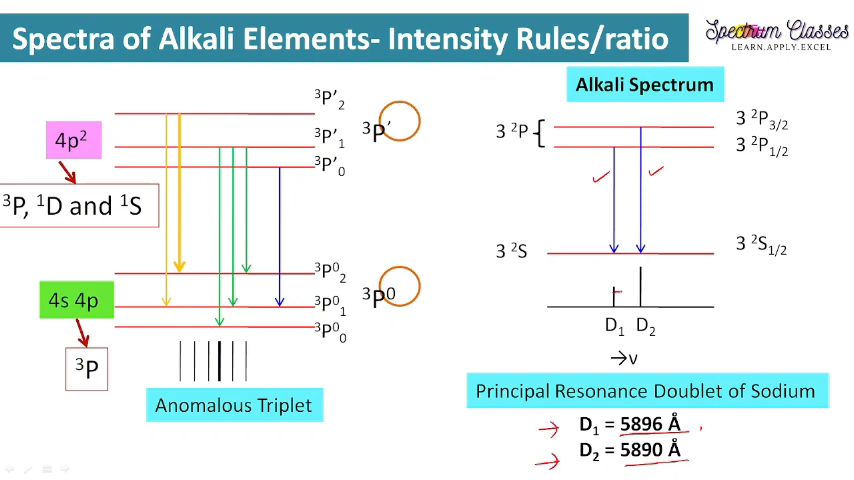 Spectra of Alkali Elements- Intensity Rules/ratio
Spectrum Classes
LEARN.APPLY.EXCEL
³P’₂
³P’₁
³P’₀
³P’
4p²
³P, ¹D and ¹S
³P⁰₂
³P⁰₁
³P⁰₀
³P⁰
4s 4p
³P
Anomalous Triplet
Alkali Spectrum
3 ²P
3 ²P₃/₂
3 ²P₁/₂
3 ²S
3 ²S₁/₂
D₁ D₂
→ν
Principal Resonance Doublet of Sodium
D₁ = 5896 Å
D₂ = 5890 Å